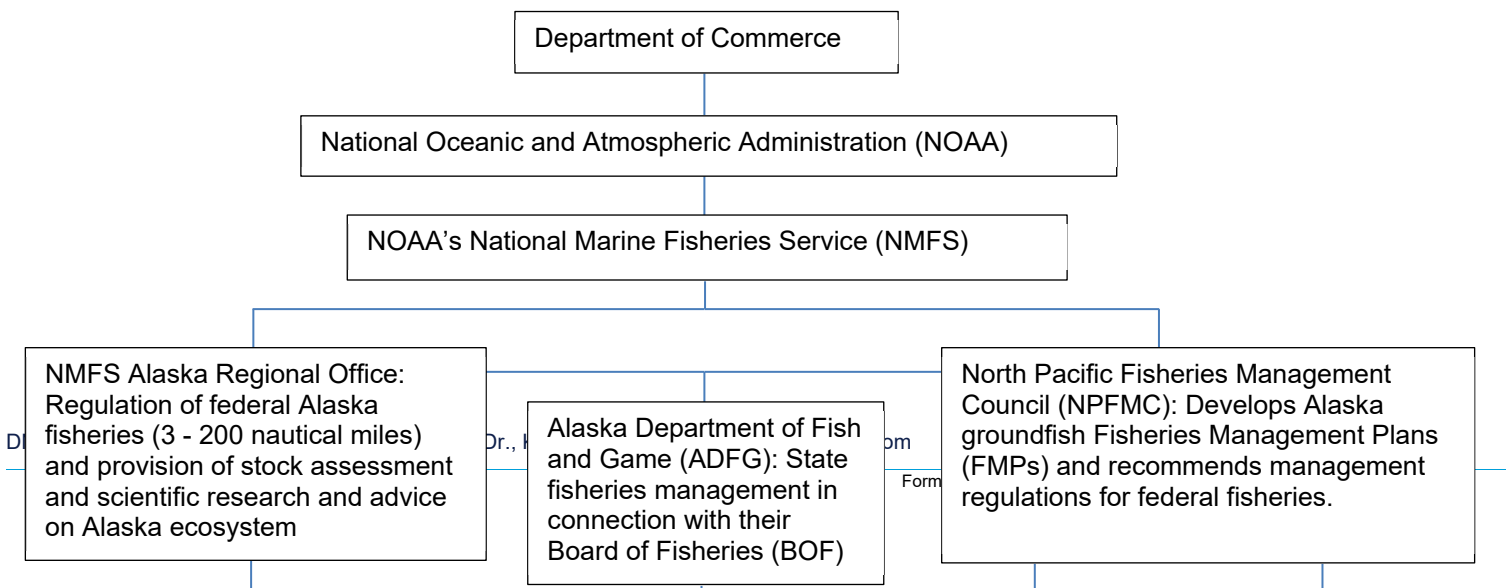 Department of Commerce
National Oceanic and Atmospheric Administration (NOAA)
NOAA’s National Marine Fisheries Service (NMFS)
NMFS Alaska Regional Office:
Regulation of federal Alaska
fisheries (3 - 200 nautical miles)
and provision of stock assessment
and scientific research and advice
on Alaska ecosystem
Alaska Department of Fish
and Game (ADFG): State
fisheries management in
connection with their
Board of Fisheries (BOF)
North Pacific Fisheries Management
Council (NPFMC): Develops Alaska
groundfish Fisheries Management Plans
(FMPs) and recommends management
regulations for federal fisheries.
Dr.,
Form